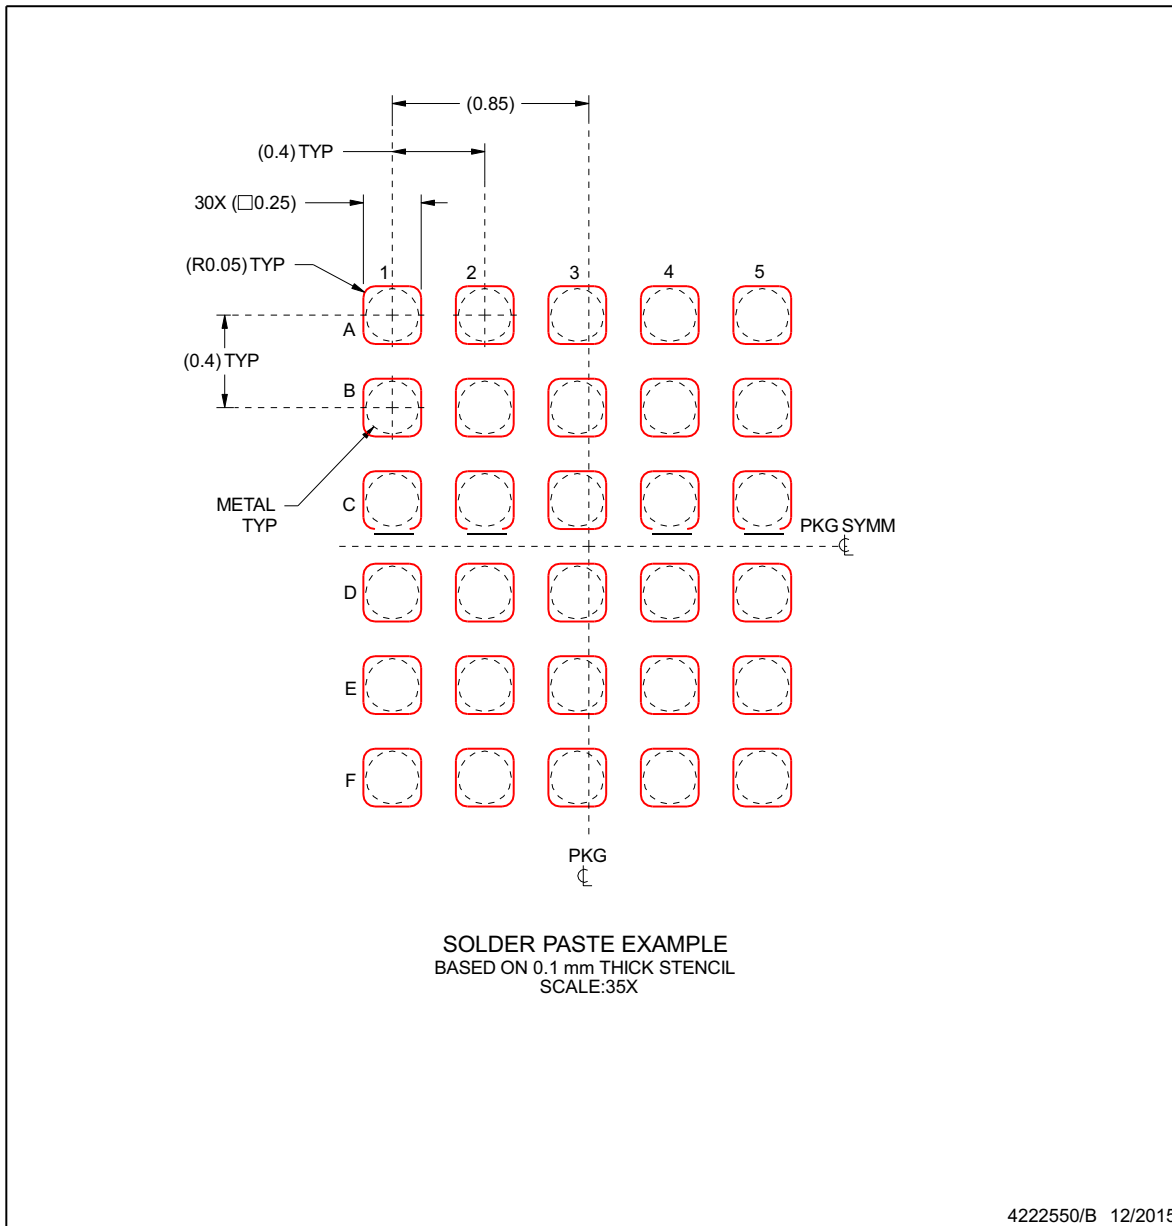 (0.85)
(0.4) TYP
30X (□0.25)
(R0.05) TYP
1 2 3 4 5
A
(0.4) TYP
B
METAL
TYP
C
PKG SYMM
℄
D
E
F
PKG
℄
SOLDER PASTE EXAMPLE
BASED ON 0.1 mm THICK STENCIL
SCALE:35X
4222550/B 12/2015